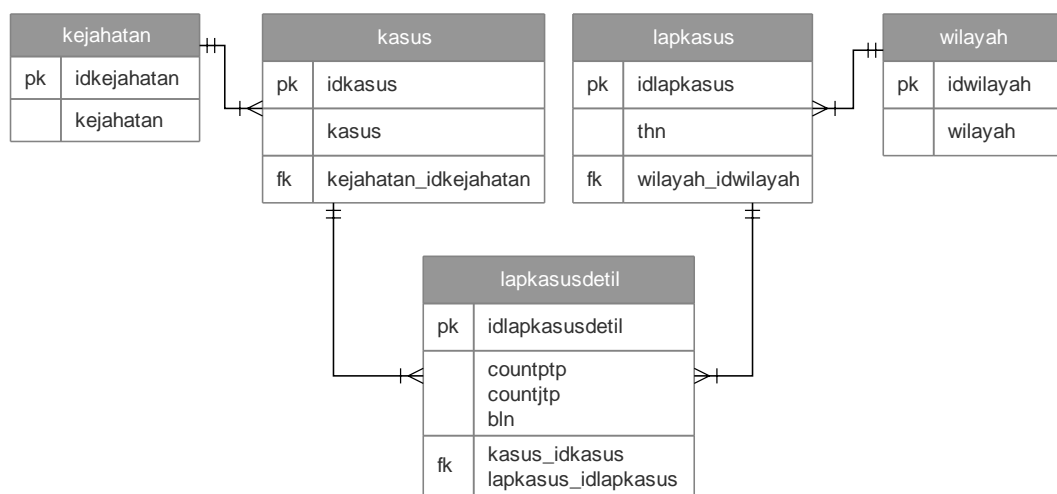 kejahatan
pk idkejahatan
kejahatan
kasus
pk idkasus
kasus
fk kejahatan_idkejahatan
lapkasus
pk idlapkasus
thn
fk wilayah_idwilayah
wilayah
pk idwilayah
wilayah
lapkasusdetil
pk idlapkasusdetil
countptp
countjtp
bln
fk kasus_idkasus
lapkasus_idlapkasus